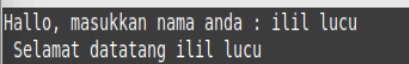 Hallo, masukkan nama anda : ilil lucu
Selamat datatang ilil lucu